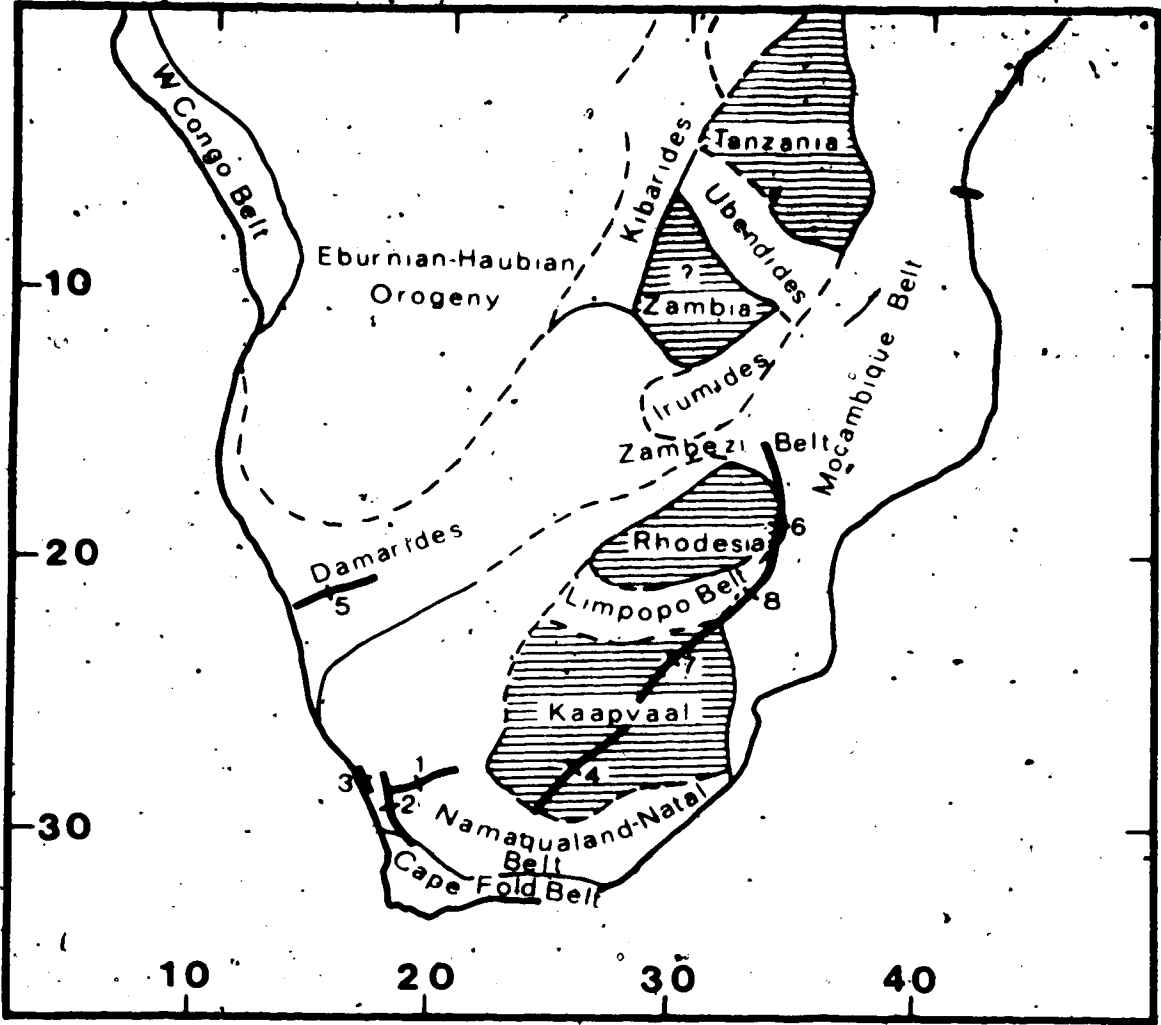 W Congo Belt
Tanzania
Kibarides
Ubendides
Eburnian-Haubian
Orogeny
?
Zambia
-10
Irumides
Moçambique Belt
Zambezi Belt
6
Rhodesia
-20
Damarides
5
Limpopo Belt
8
7
Kaapvaal
4
3
1
2
-30
Namaqualand-Natal
Belt
Cape Fold Belt
10 20 30 40